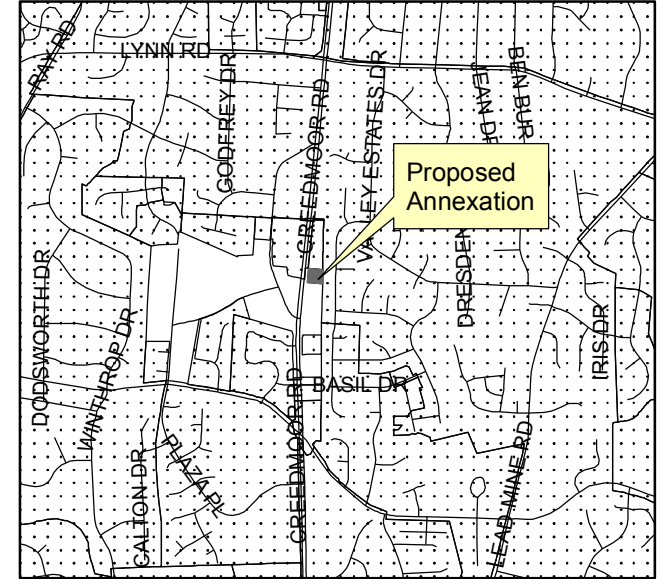 RAY RD
LYNN RD
GODFREY DR
CREEDMOOR RD
VALLEY ESTATES DR
JEAN DR
BEN BUR
Proposed
Annexation
DRESDEN
DODSWORTH DR
WINTHROP DR
IRIS DR
BASIL DR
CREEDMOOR RD
GALTON DR
PLAZA PL
LEAD MINE RD